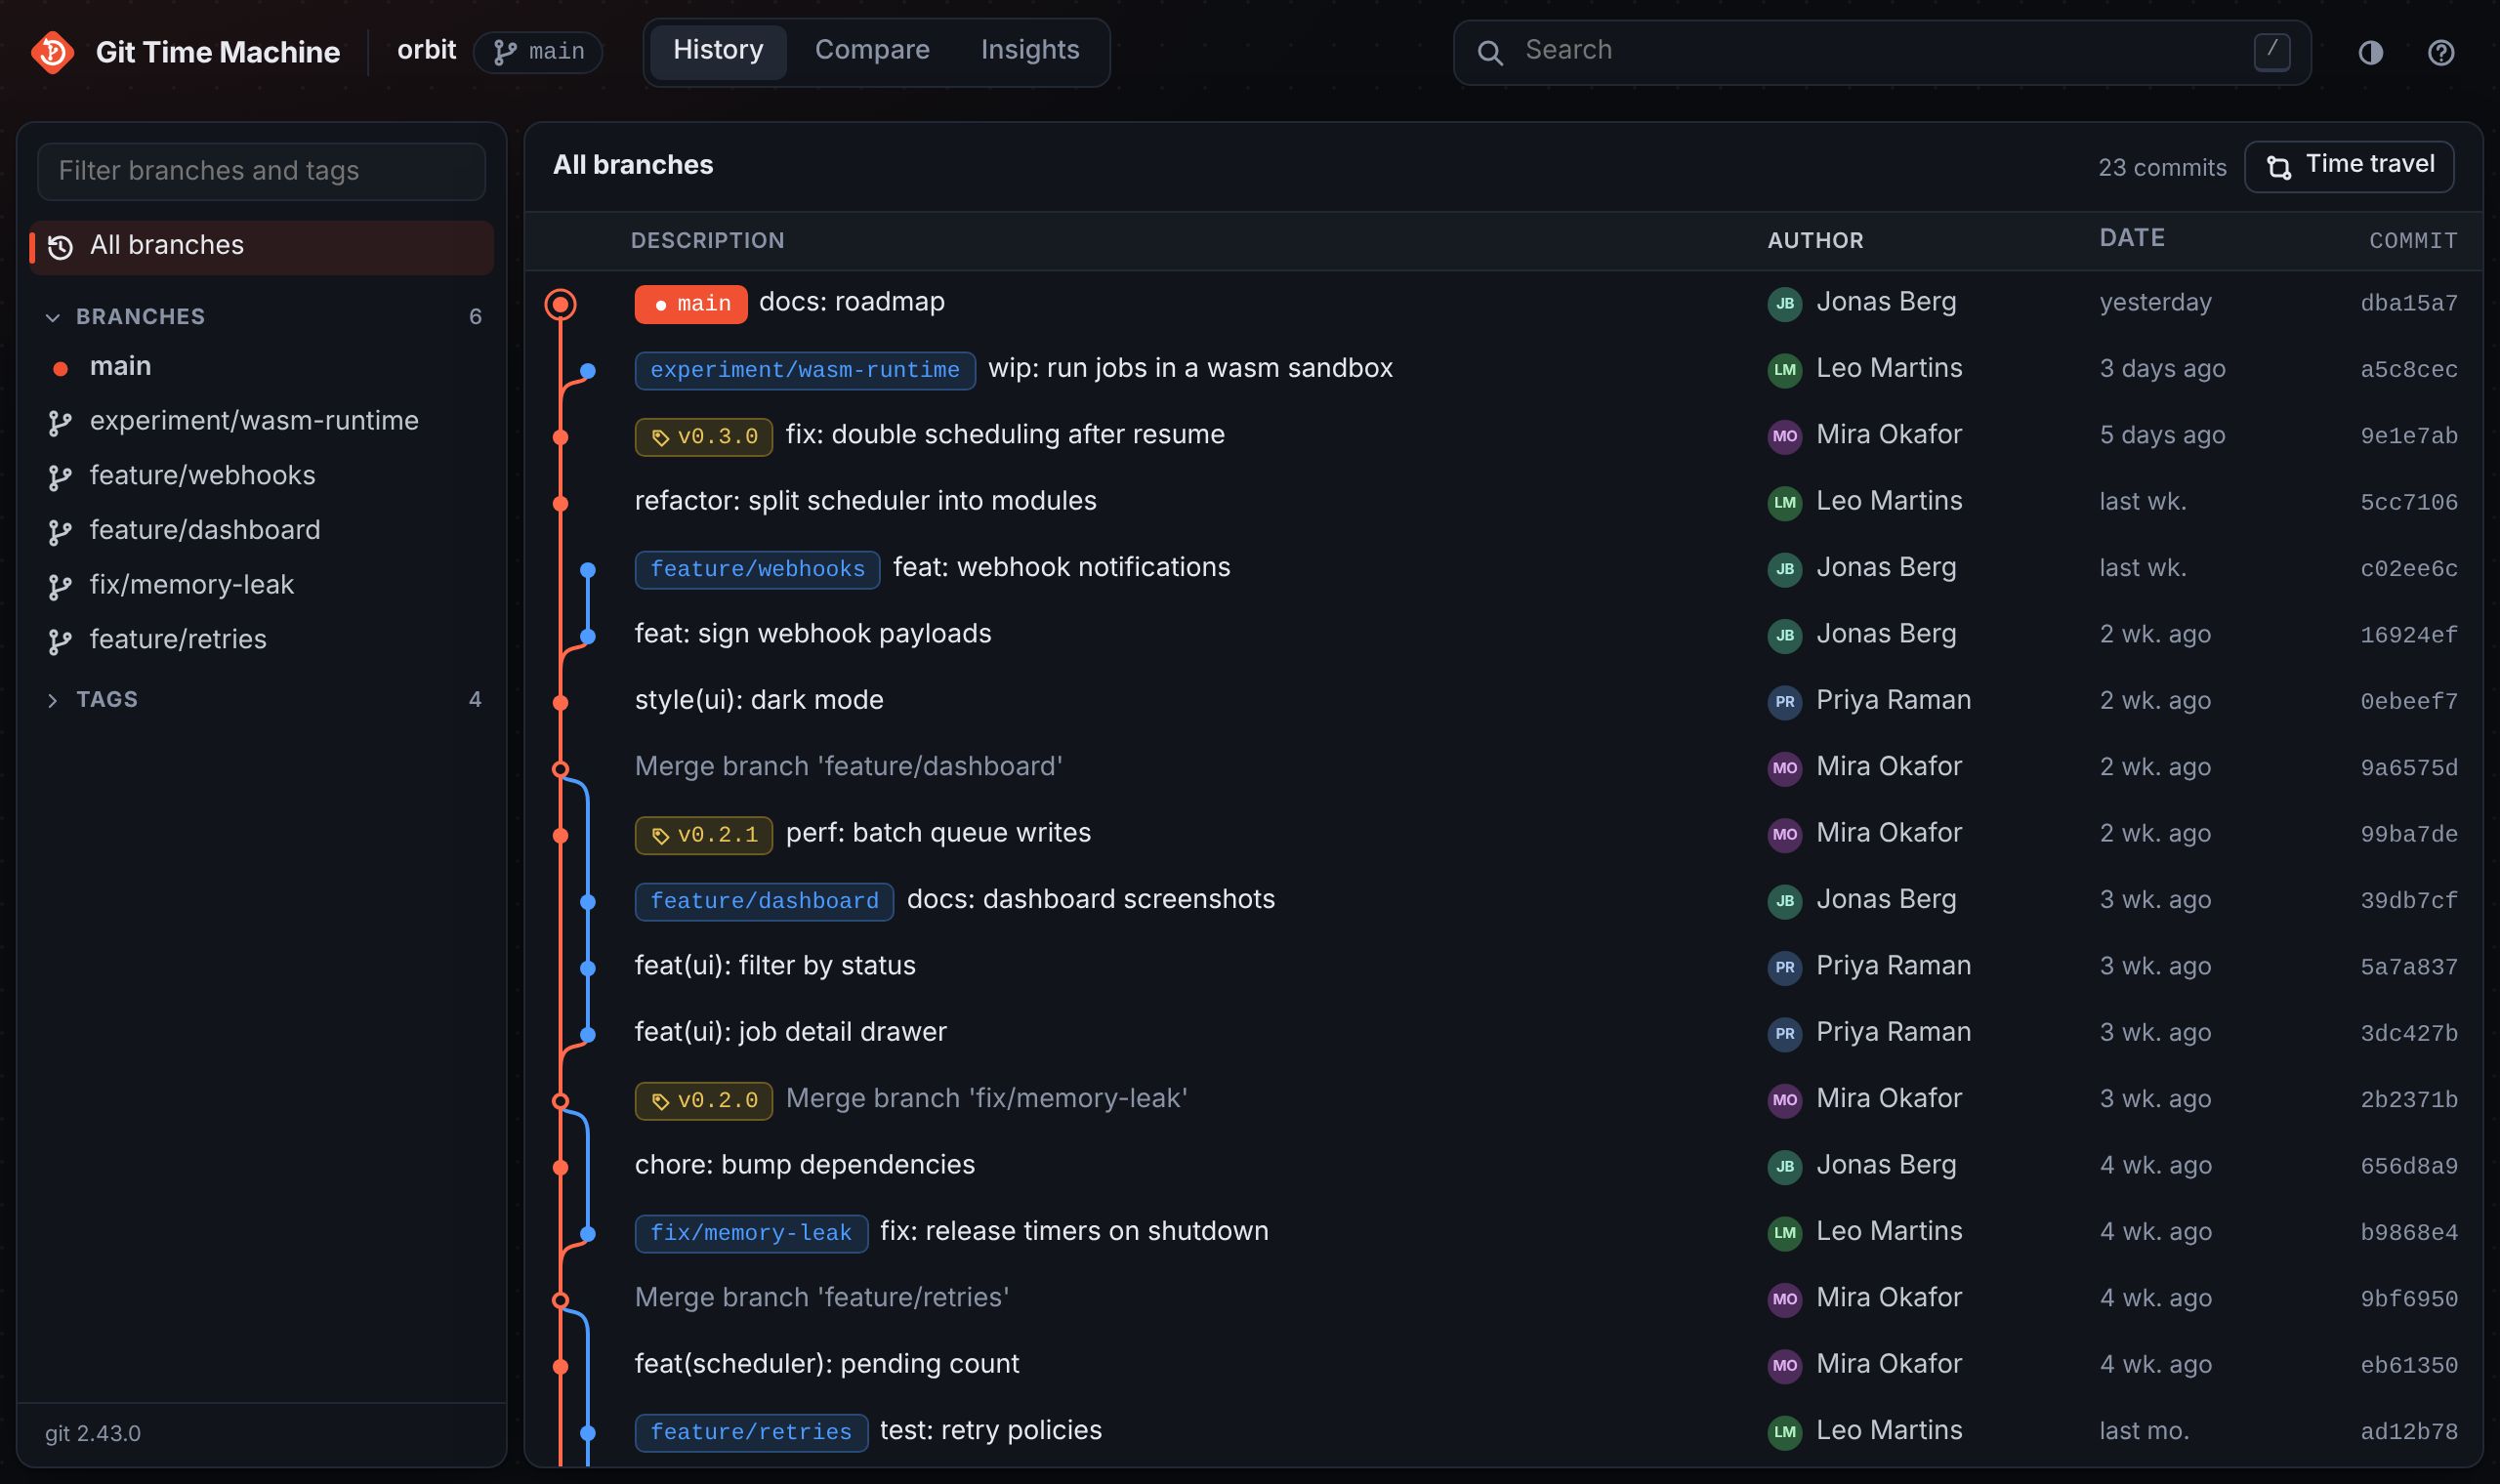 Git Time Machine orbit main History Compare Insights Search /
Filter branches and tags
All branches
BRANCHES 6
main
experiment/wasm-runtime
feature/webhooks
feature/dashboard
fix/memory-leak
feature/retries
TAGS 4
git 2.43.0
All branches 23 commits Time travel
DESCRIPTION AUTHOR DATE COMMIT
main docs: roadmap JB Jonas Berg yesterday dba15a7
experiment/wasm-runtime wip: run jobs in a wasm sandbox LM Leo Martins 3 days ago a5c8cec
v0.3.0 fix: double scheduling after resume MO Mira Okafor 5 days ago 9e1e7ab
refactor: split scheduler into modules LM Leo Martins last wk. 5cc7106
feature/webhooks feat: webhook notifications JB Jonas Berg last wk. c02ee6c
feat: sign webhook payloads JB Jonas Berg 2 wk. ago 16924ef
style(ui): dark mode PR Priya Raman 2 wk. ago 0ebeef7
Merge branch 'feature/dashboard' MO Mira Okafor 2 wk. ago 9a6575d
v0.2.1 perf: batch queue writes MO Mira Okafor 2 wk. ago 99ba7de
feature/dashboard docs: dashboard screenshots JB Jonas Berg 3 wk. ago 39db7cf
feat(ui): filter by status PR Priya Raman 3 wk. ago 5a7a837
feat(ui): job detail drawer PR Priya Raman 3 wk. ago 3dc427b
v0.2.0 Merge branch 'fix/memory-leak' MO Mira Okafor 3 wk. ago 2b2371b
chore: bump dependencies JB Jonas Berg 4 wk. ago 656d8a9
fix/memory-leak fix: release timers on shutdown LM Leo Martins 4 wk. ago b9868e4
Merge branch 'feature/retries' MO Mira Okafor 4 wk. ago 9bf6950
feat(scheduler): pending count MO Mira Okafor 4 wk. ago eb61350
feature/retries test: retry policies LM Leo Martins last mo. ad12b78